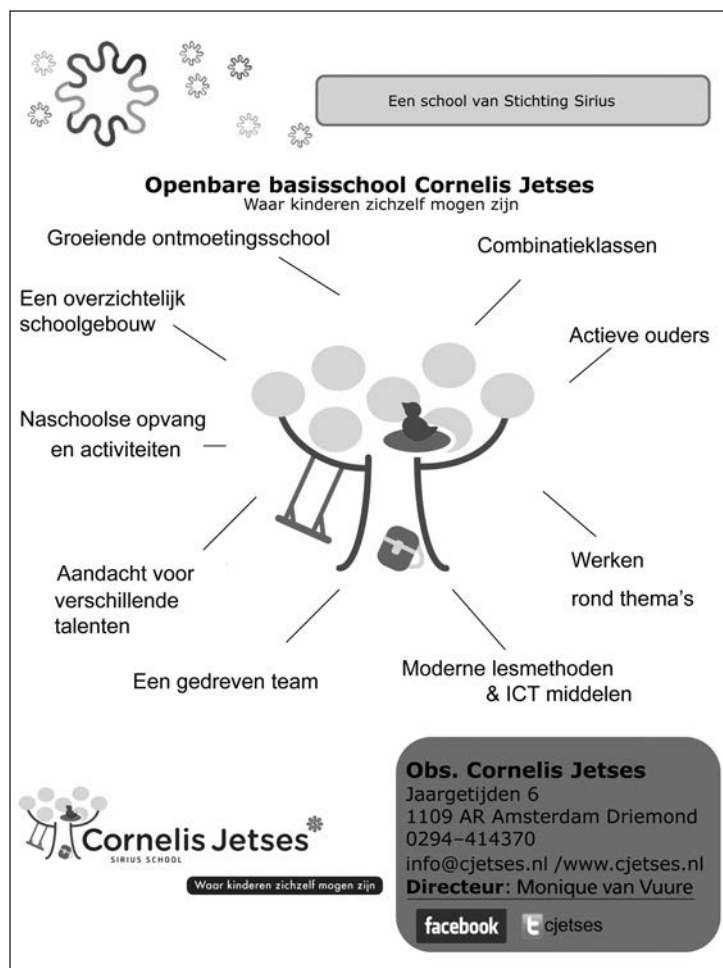 Een school van Stichting Sirius
Openbare basisschool Cornelis Jetses
Waar kinderen zichzelf mogen zijn
Groeiende ontmoetingsschool
Combinatieklassen
Een overzichtelijk
schoolgebouw
Actieve ouders
Naschoolse opvang
en activiteiten
Aandacht voor
verschillende
talenten
Werken
rond thema's
Een gedreven team
Moderne lesmethoden
& ICT middelen
Cornelis Jetses
SIRIUS SCHOOL
Waar kinderen zichzelf mogen zijn
Obs. Cornelis Jetses
Jaargetijden 6
1109 AR Amsterdam Driemond
0294–414370
info@cjetses.nl /www.cjetses.nl
Directeur: Monique van Vuure
facebook t cjetses